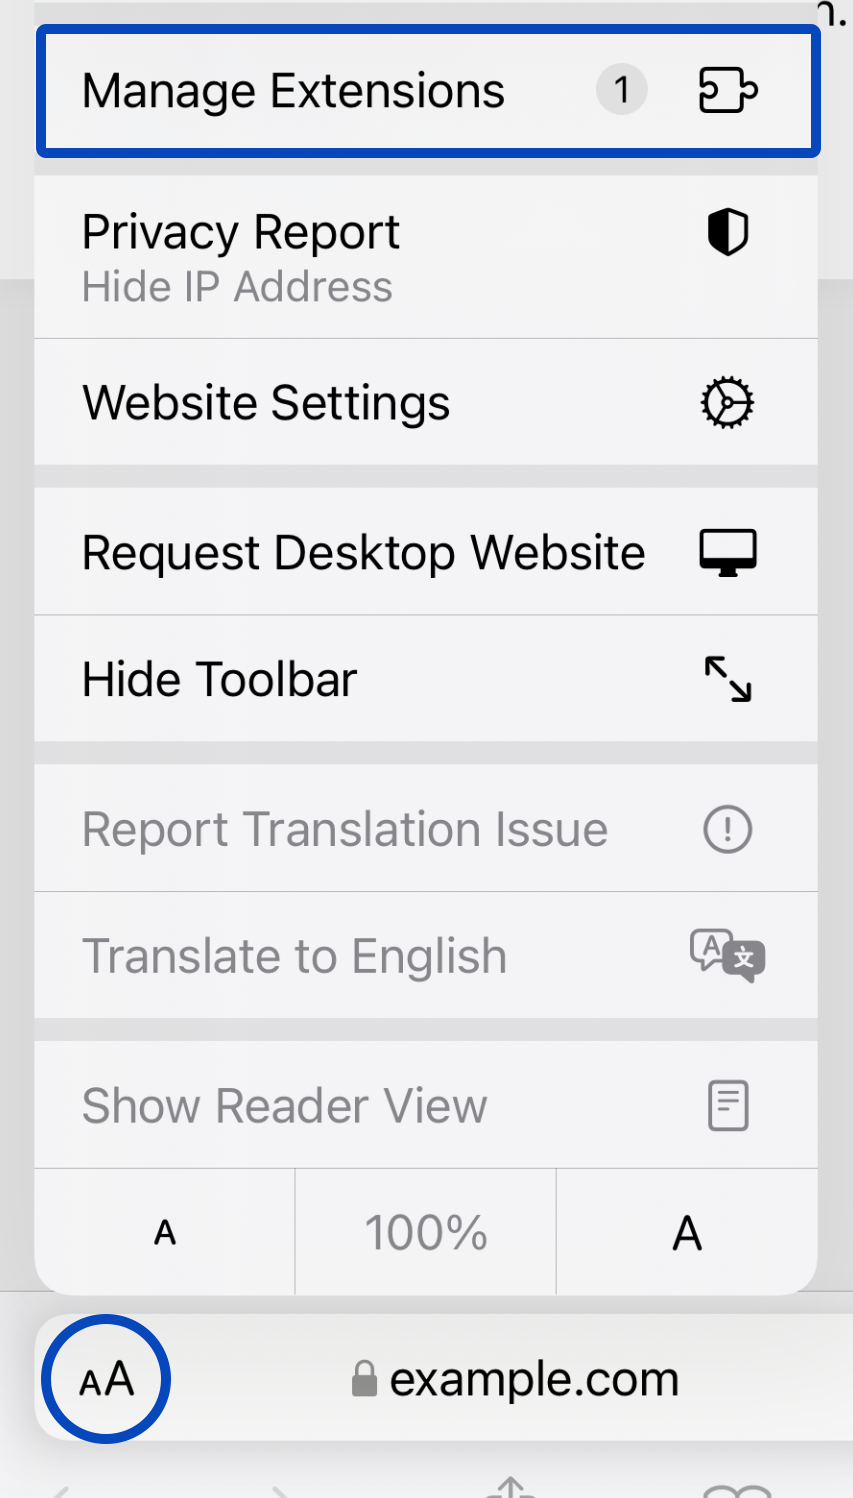 n.
Manage Extensions 1
Privacy Report
Hide IP Address
Website Settings
Request Desktop Website
Hide Toolbar
Report Translation Issue
Translate to English
A 文
Show Reader View
A 100% A
AA example.com